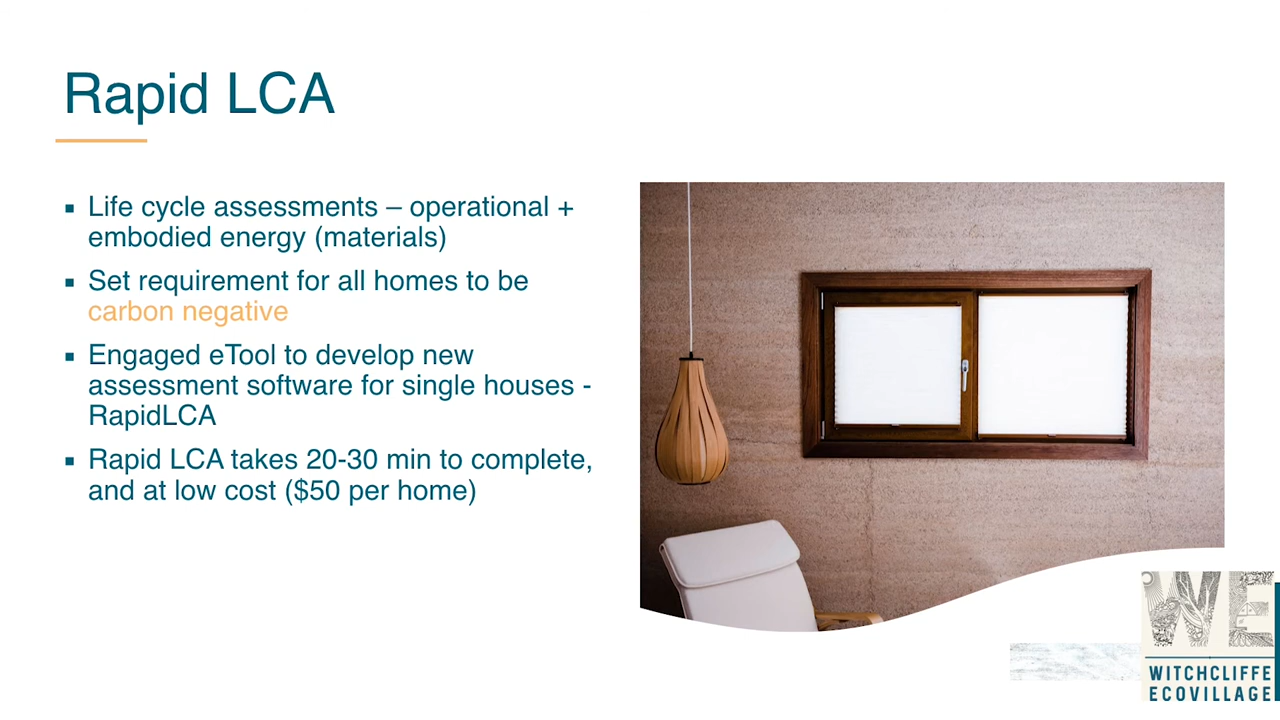 Rapid LCA
▪ Life cycle assessments – operational +
embodied energy (materials)
▪ Set requirement for all homes to be
carbon negative
▪ Engaged eTool to develop new
assessment software for single houses -
RapidLCA
▪ Rapid LCA takes 20-30 min to complete,
and at low cost ($50 per home)
WE
WITCHCLIFFE
ECOVILLAGE